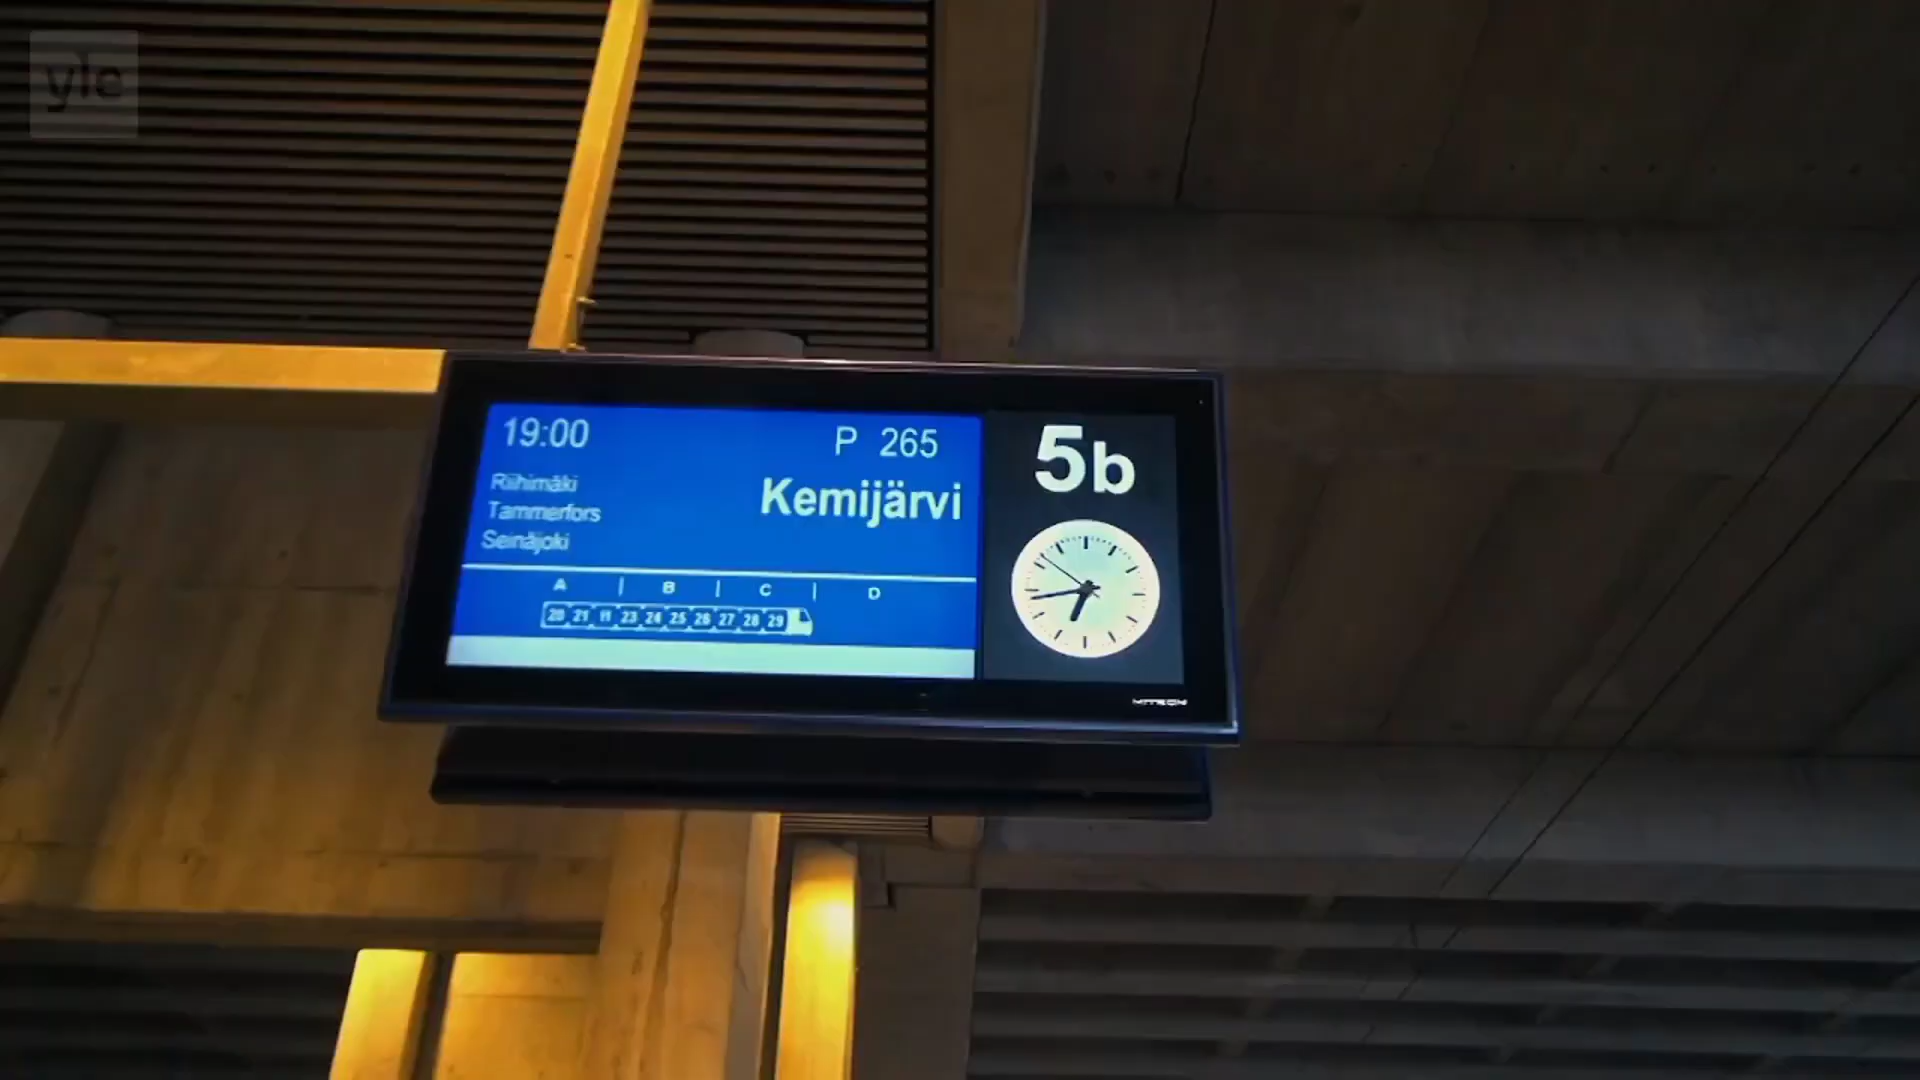 yle
19:00
P 265
5b
Riihimäki
Kemijärvi
Tammerfors
Seinäjoki
A | B | C | D
20 21 11 23 24 25 26 27 28 29
MITRON